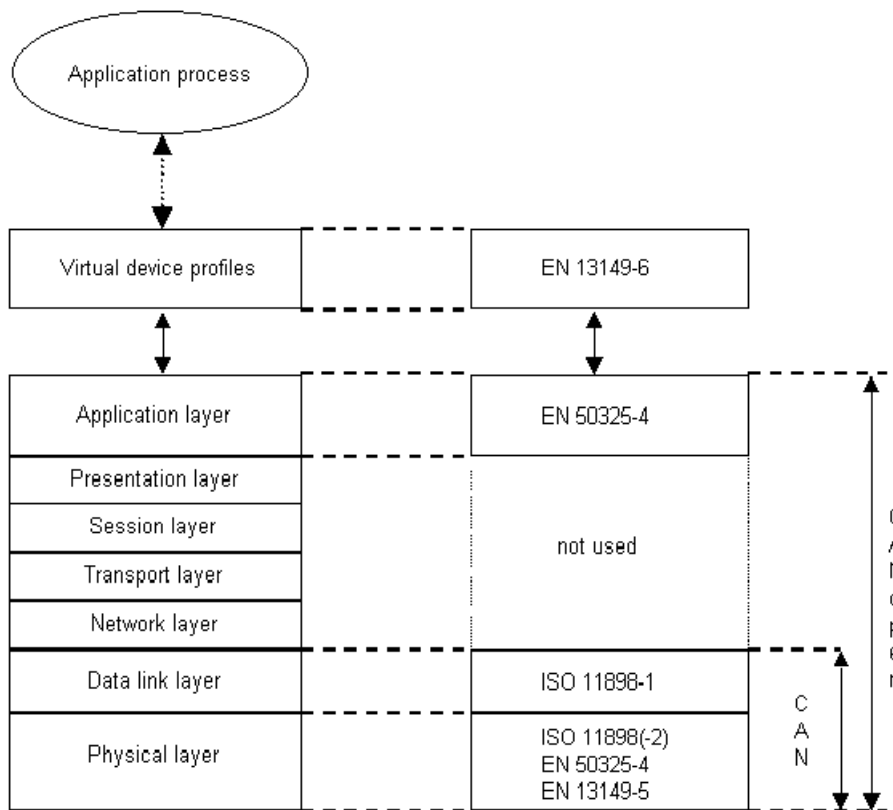 Application process
Virtual device profiles
EN 13149-6
Application layer
EN 50325-4
Presentation layer
Session layer
not used
Transport layer
Network layer
Data link layer
ISO 11898-1
Physical layer
ISO 11898(-2)
EN 50325-4
EN 13149-5
C
A
N